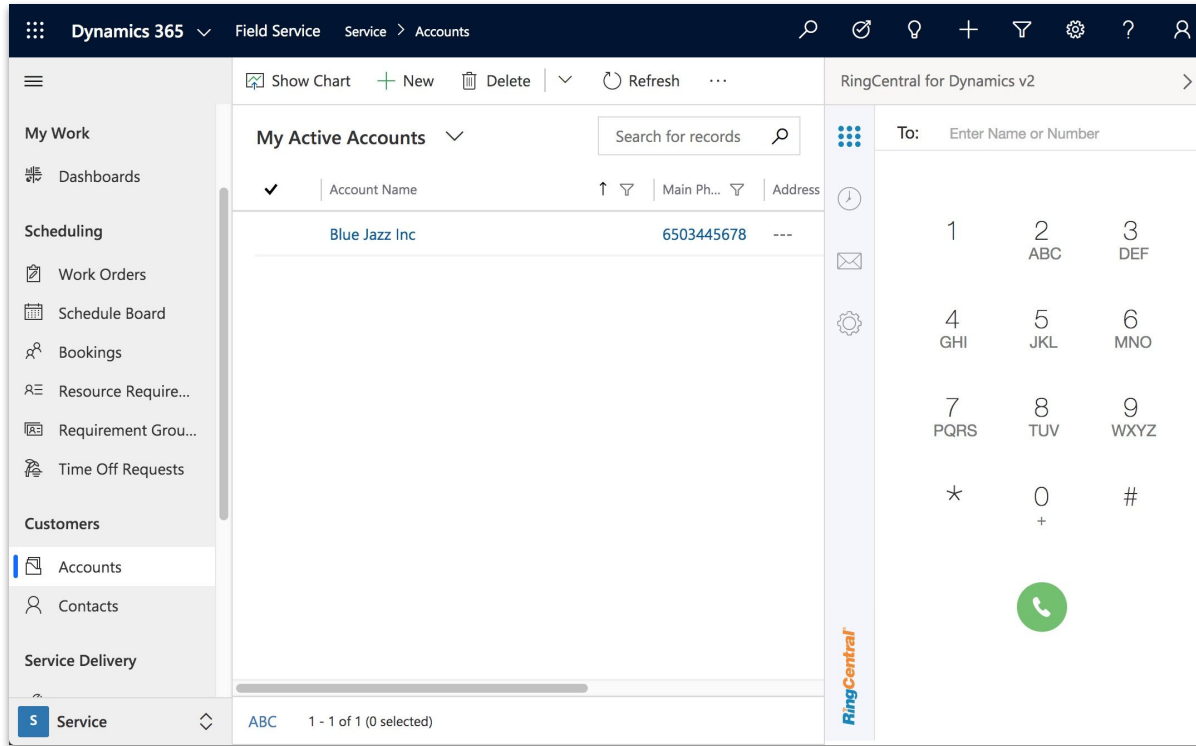 Dynamics 365 Field Service Service > Accounts
Show Chart New Delete Refresh ...
RingCentral for Dynamics v2
My Work
Dashboards
Scheduling
Work Orders
Schedule Board
Bookings
Resource Require...
Requirement Grou...
Time Off Requests
Customers
Accounts
Contacts
Service Delivery
S Service
My Active Accounts
Search for records
Account Name Main Ph... Address
Blue Jazz Inc 6503445678 ---
ABC 1 - 1 of 1 (0 selected)
To: Enter Name or Number
1 2 3
ABC DEF
4 5 6
GHI JKL MNO
7 8 9
PQRS TUV WXYZ
* 0 #
+
RingCentral